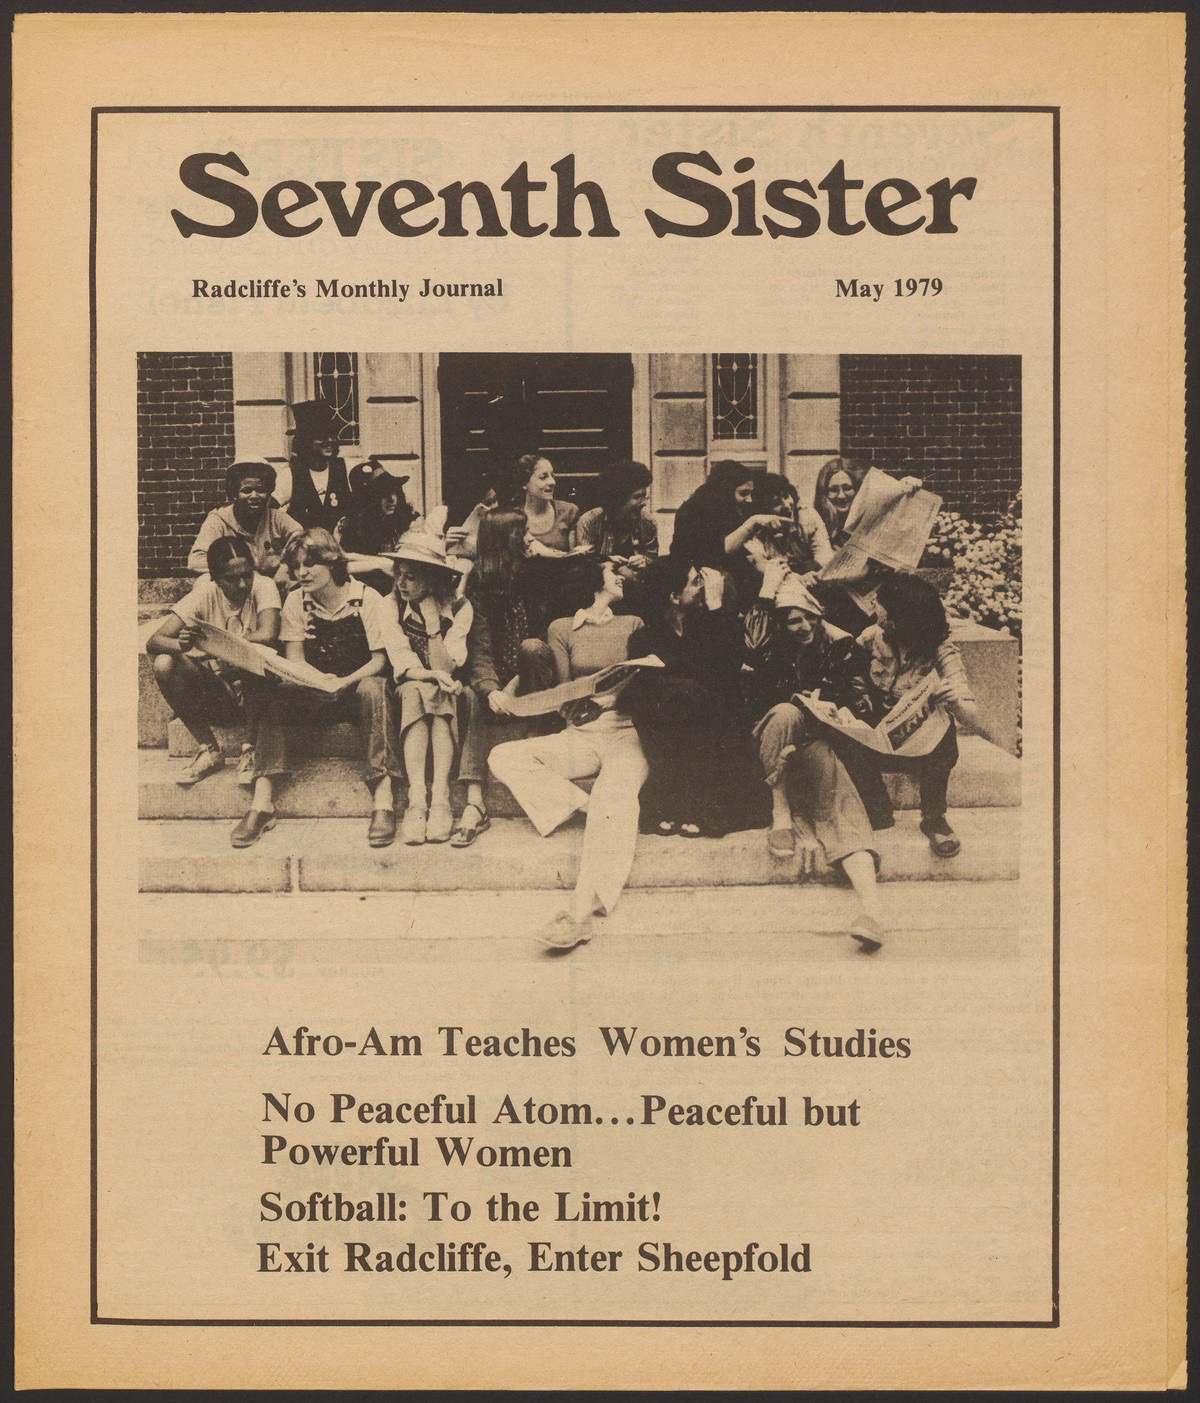 Seventh Sister
Radcliffe's Monthly Journal
May 1979
Afro-Am Teaches Women's Studies
No Peaceful Atom...Peaceful but
Powerful Women
Softball: To the Limit!
Exit Radcliffe, Enter Sheepfold